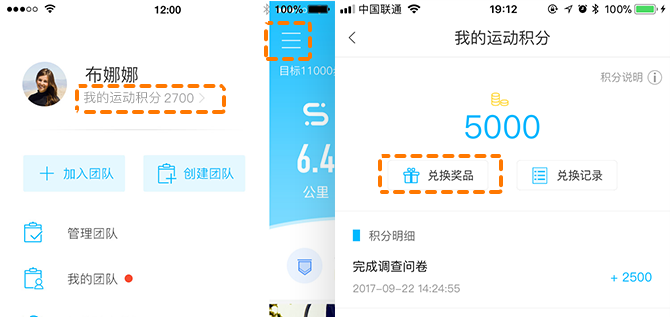 12:00
100%
布娜娜
我的运动积分 2700
加入团队
创建团队
管理团队
我的团队
目标11000
6.4
公里
中国联通
19:12
100%
我的运动积分
积分说明
5000
兑换奖品
兑换记录
积分明细
完成调查问卷
2017-09-22 14:24:55
+ 2500